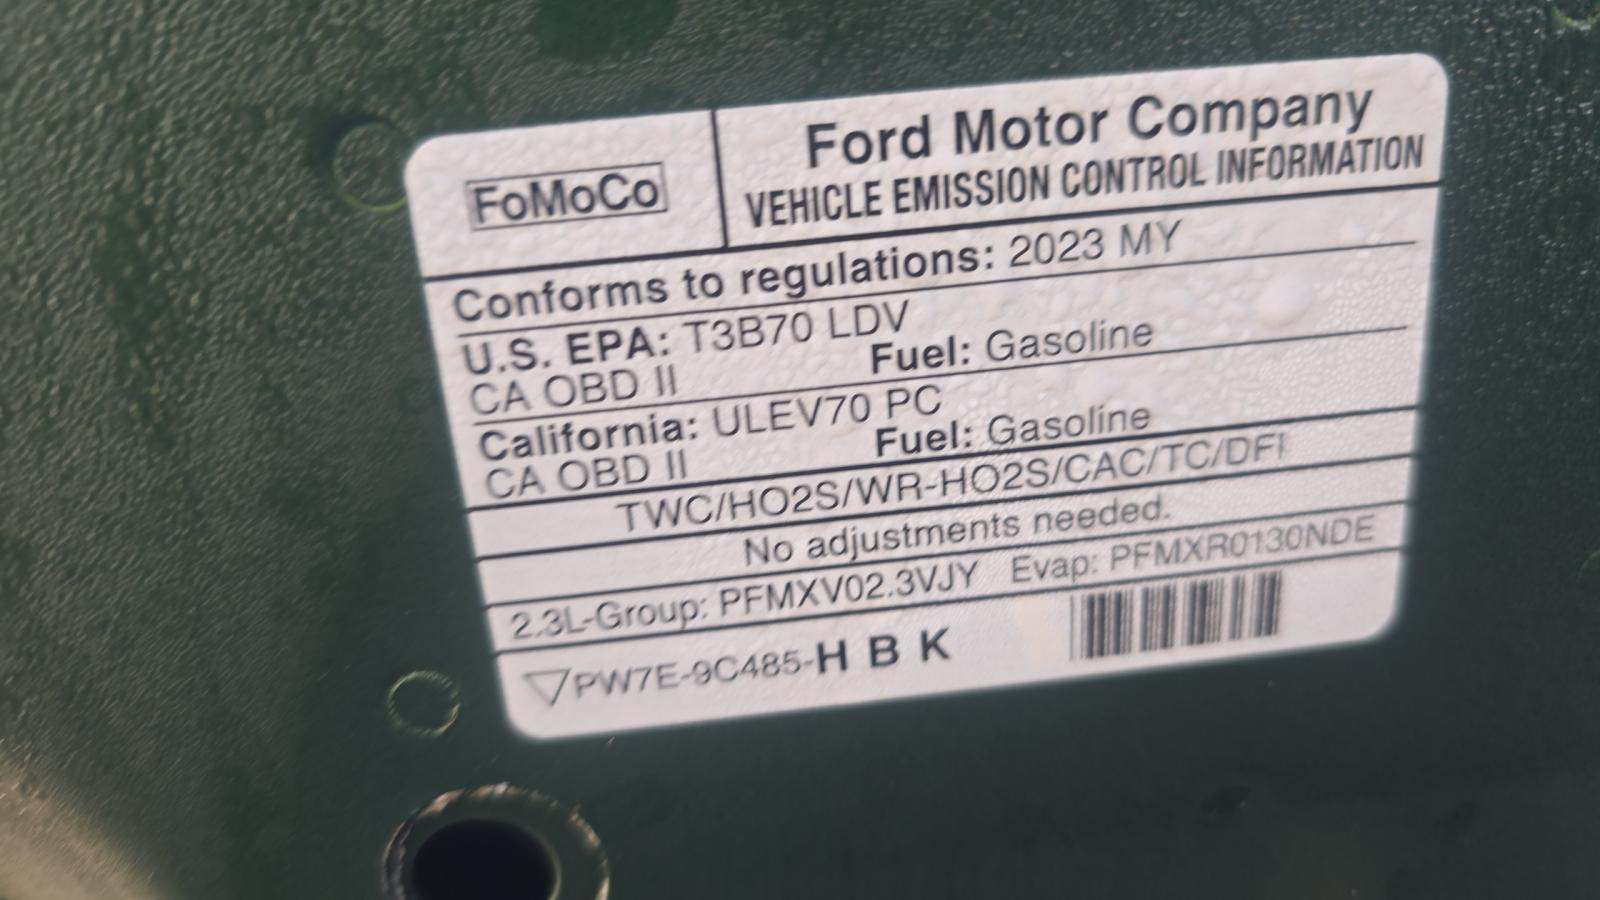 FoMoCo
Ford Motor Company
VEHICLE EMISSION CONTROL INFORMATION
Conforms to regulations: 2023 MY
U.S. EPA: T3B70 LDV
CA OBD II Fuel: Gasoline
California: ULEV70 PC
CA OBD II Fuel: Gasoline
TWC/HO2S/WR-HO2S/CAC/TC/DFI
No adjustments needed.
2.3L-Group: PFMXV02.3VJY Evap: PFMXR0130NDE
PW7E-9C485-H B K